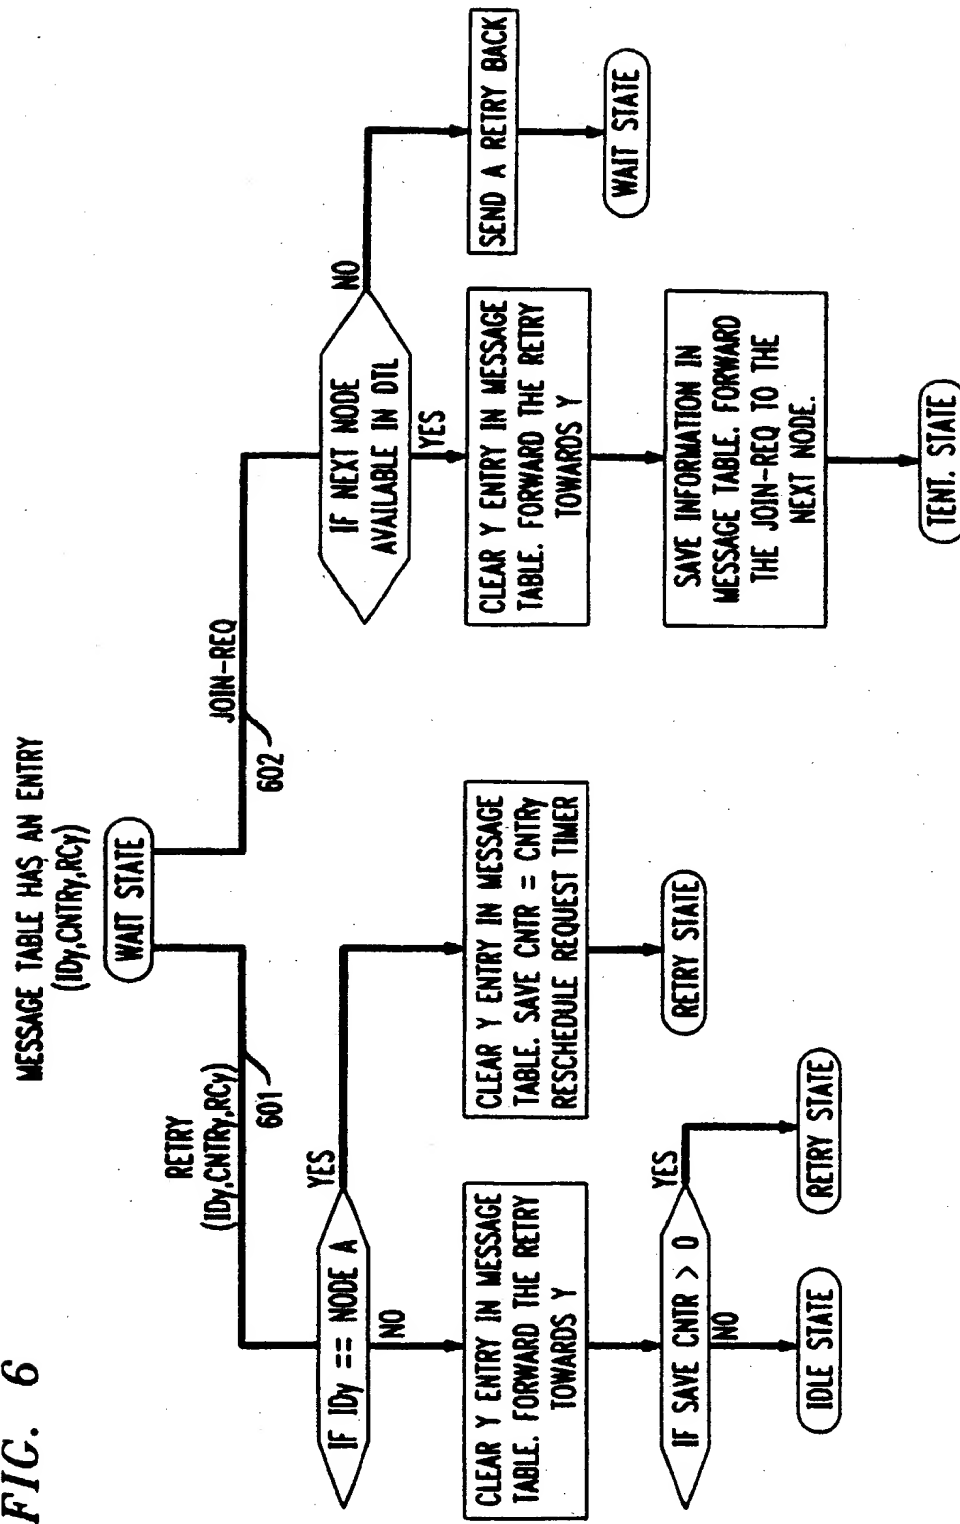 FIG. 6
MESSAGE TABLE HAS AN ENTRY
(IDy,CNTRy,RCy)
WAIT STATE
RETRY
(IDy,CNTRy,RCy)
601
JOIN-REQ
602
IF IDy == NODE A
YES
NO
CLEAR Y ENTRY IN MESSAGE
TABLE. FORWARD THE RETRY
TOWARDS Y
IF SAVE CNTR > 0
YES
NO
IDLE STATE
RETRY STATE
CLEAR Y ENTRY IN MESSAGE
TABLE. SAVE CNTR = CNTRy
RESCHEDULE REQUEST TIMER
RETRY STATE
IF NEXT NODE
AVAILABLE IN DTL
NO
YES
CLEAR Y ENTRY IN MESSAGE
TABLE. FORWARD THE RETRY
TOWARDS Y
SAVE INFORMATION IN
MESSAGE TABLE. FORWARD
THE JOIN-REQ TO THE
NEXT NODE.
TENT. STATE
SEND A RETRY BACK
WAIT STATE